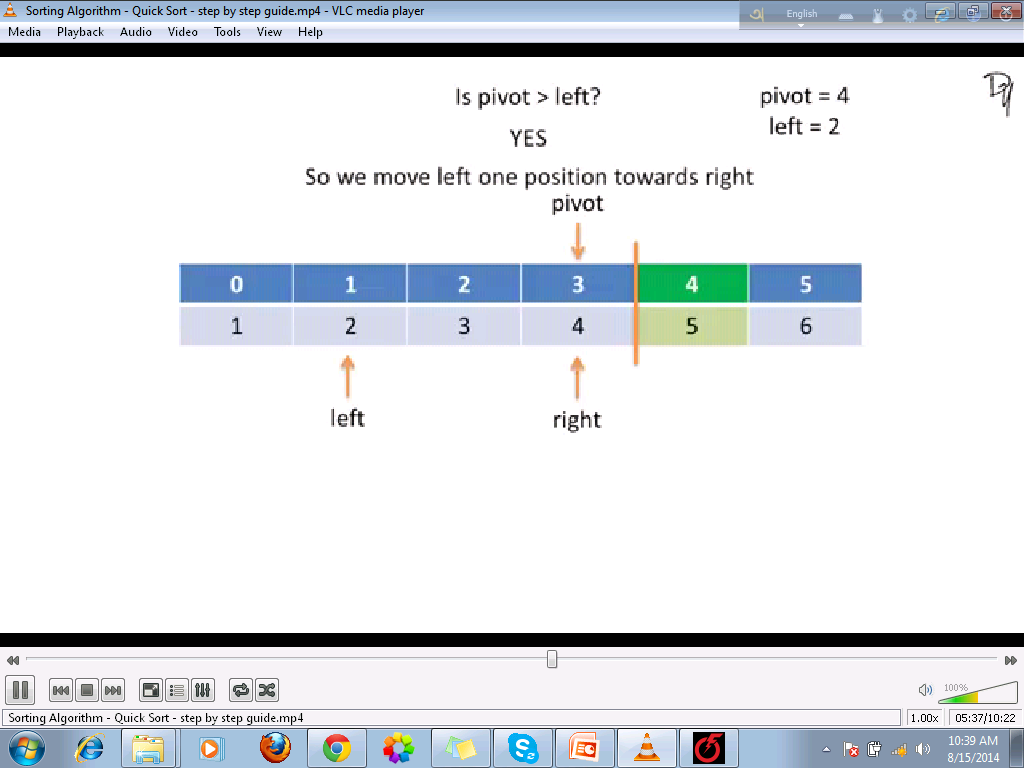 Sorting Algorithm - Quick Sort - step by step guide.mp4 - VLC media player
English
Media Playback Audio Video Tools View Help
Is pivot > left?
pivot = 4
YES
left = 2
So we move left one position towards right
pivot
0 1 2 3 4 5
1 2 3 4 5 6
left right
100%
Sorting Algorithm - Quick Sort - step by step guide.mp4 1.00x 05:37/10:22
10:39 AM
8/15/2014